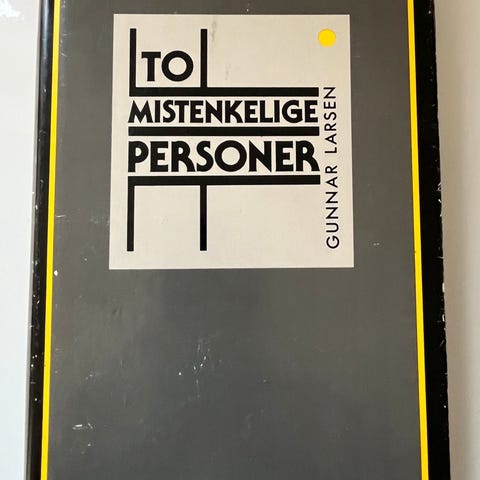 TO
MISTENKELIGE
PERSONER
GUNNAR LARSEN